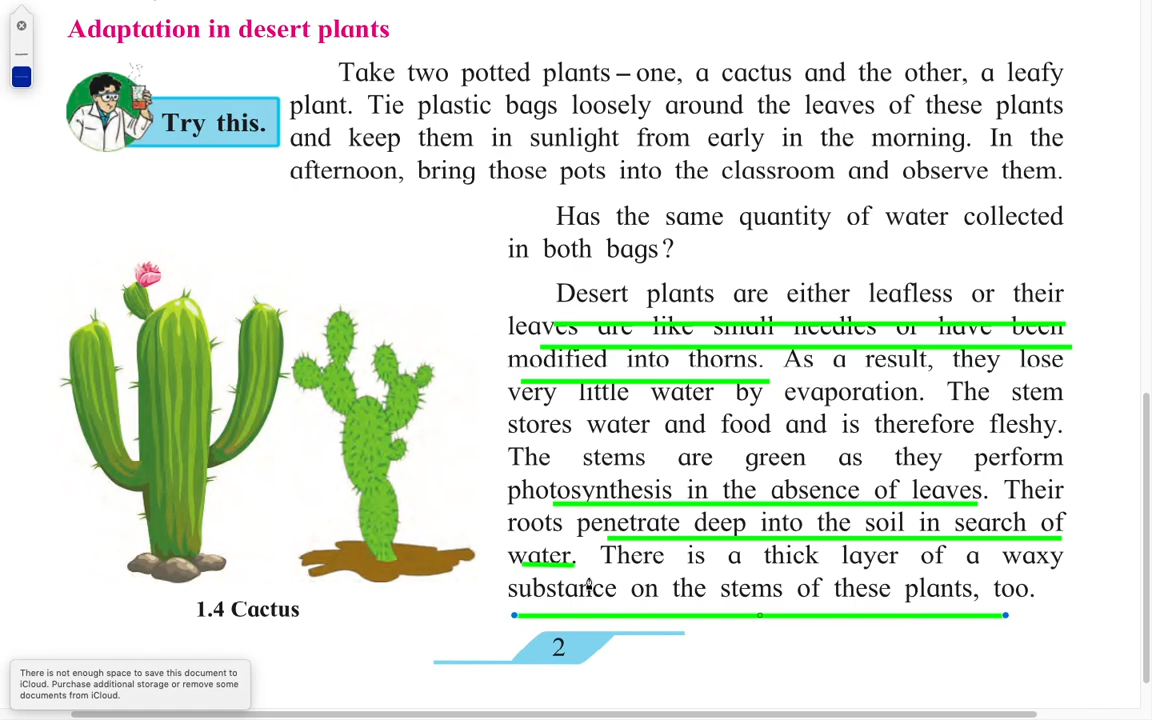 Adaptation in desert plants
Try this.
Take two potted plants – one, a cactus and the other, a leafy
plant. Tie plastic bags loosely around the leaves of these plants
and keep them in sunlight from early in the morning. In the
afternoon, bring those pots into the classroom and observe them.
Has the same quantity of water collected
in both bags?
Desert plants are either leafless or their
leaves are like small needles or have been
modified into thorns. As a result, they lose
very little water by evaporation. The stem
stores water and food and is therefore fleshy.
The stems are green as they perform
photosynthesis in the absence of leaves. Their
roots penetrate deep into the soil in search of
water. There is a thick layer of a waxy
substance on the stems of these plants, too.
1.4 Cactus
2
There is not enough space to save this document to
iCloud. Purchase additional storage or remove some
documents from iCloud.